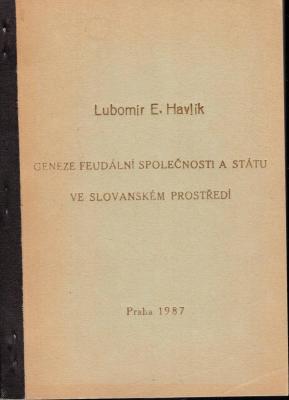 Lubomír E. Havlík
GENEZE FEUDÁLNÍ SPOLEČNOSTI A STÁTU
VE SLOVANSKÉM PROSTŘEDÍ
Praha 1987